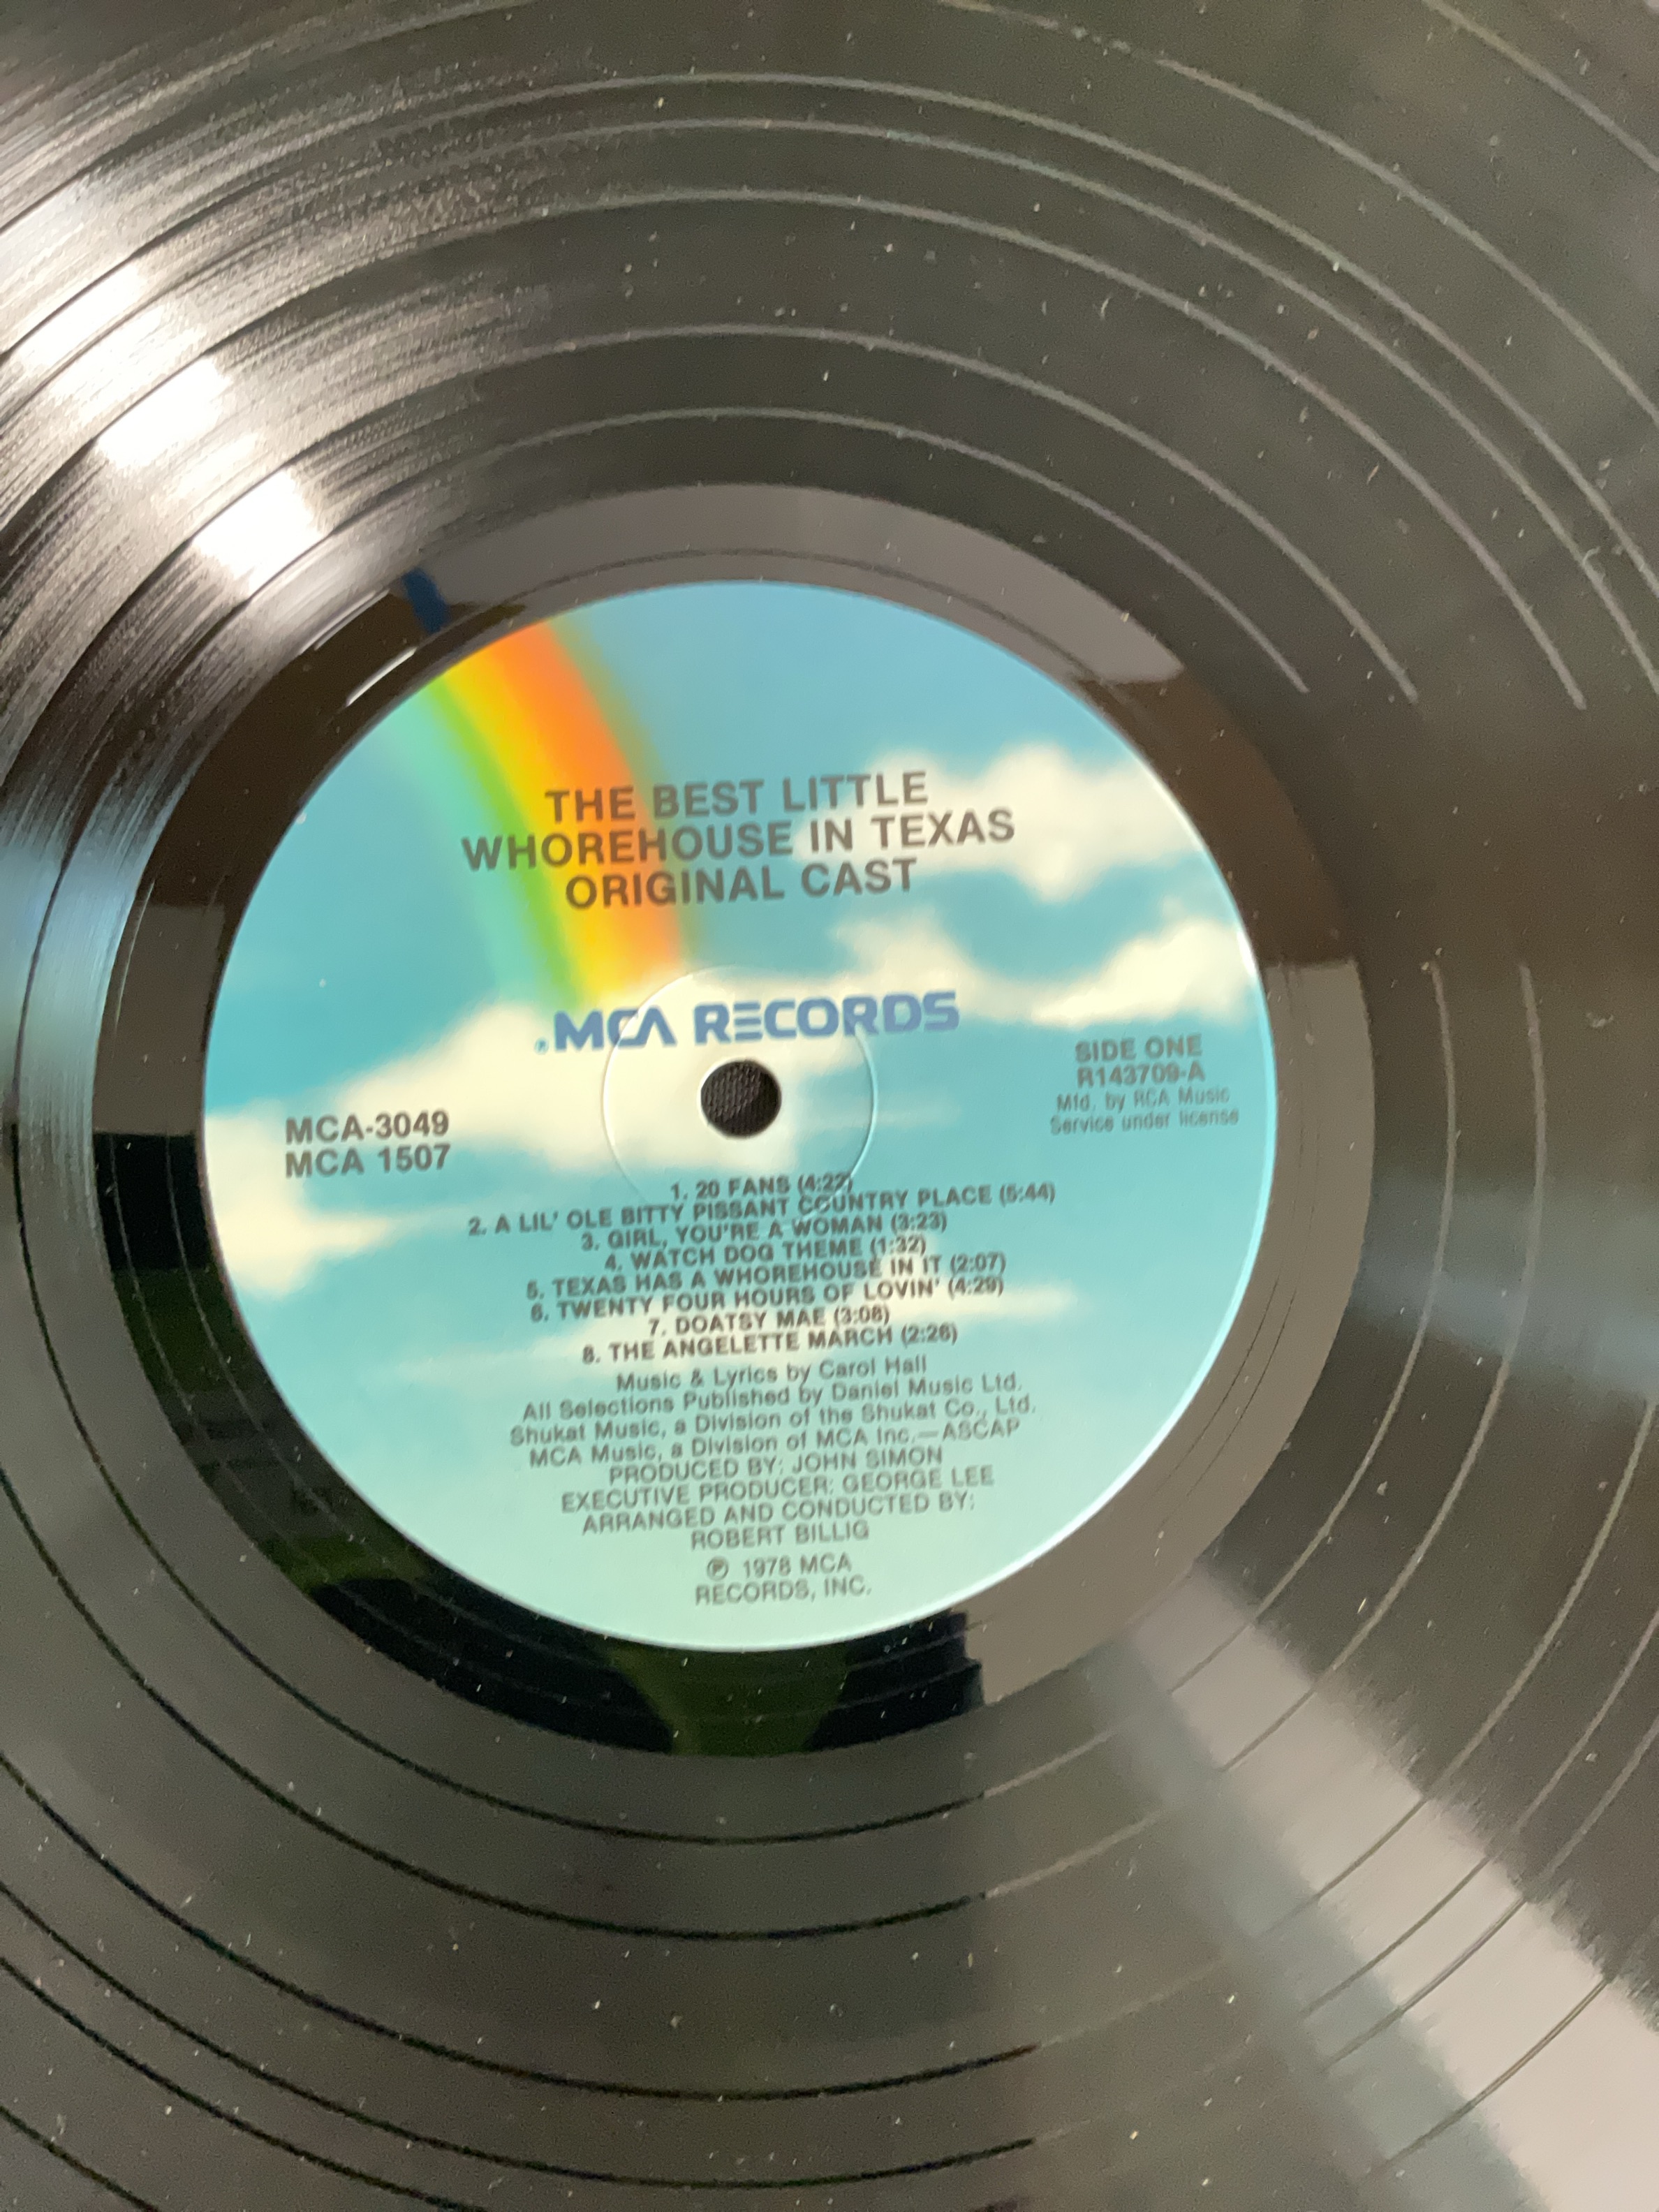 THE BEST LITTLE
WHOREHOUSE IN TEXAS
ORIGINAL CAST
®MCA RECORDS
SIDE ONE
R143709-A
Mfd. by RCA Music
Service under license
MCA-3049
MCA 1507
1. 20 FANS (4:22)
2. A LIL' OLE BITTY PISSANT COUNTRY PLACE (5:44)
3. GIRL, YOU'RE A WOMAN (3:23)
4. WATCH DOG THEME (1:32)
5. TEXAS HAS A WHOREHOUSE IN IT (2:07)
6. TWENTY FOUR HOURS OF LOVIN' (4:29)
7. DOATSY MAE (3:08)
8. THE ANGELETTE MARCH (2:26)
Music & Lyrics by Carol Hall
All Selections Published by Daniel Music Ltd.
Shukat Music, a Division of the Shukat Co., Ltd.
MCA Music, a Division of MCA Inc.—ASCAP
PRODUCED BY: JOHN SIMON
EXECUTIVE PRODUCER: GEORGE LEE
ARRANGED AND CONDUCTED BY:
ROBERT BILLIG
℗ 1978 MCA
RECORDS, INC.